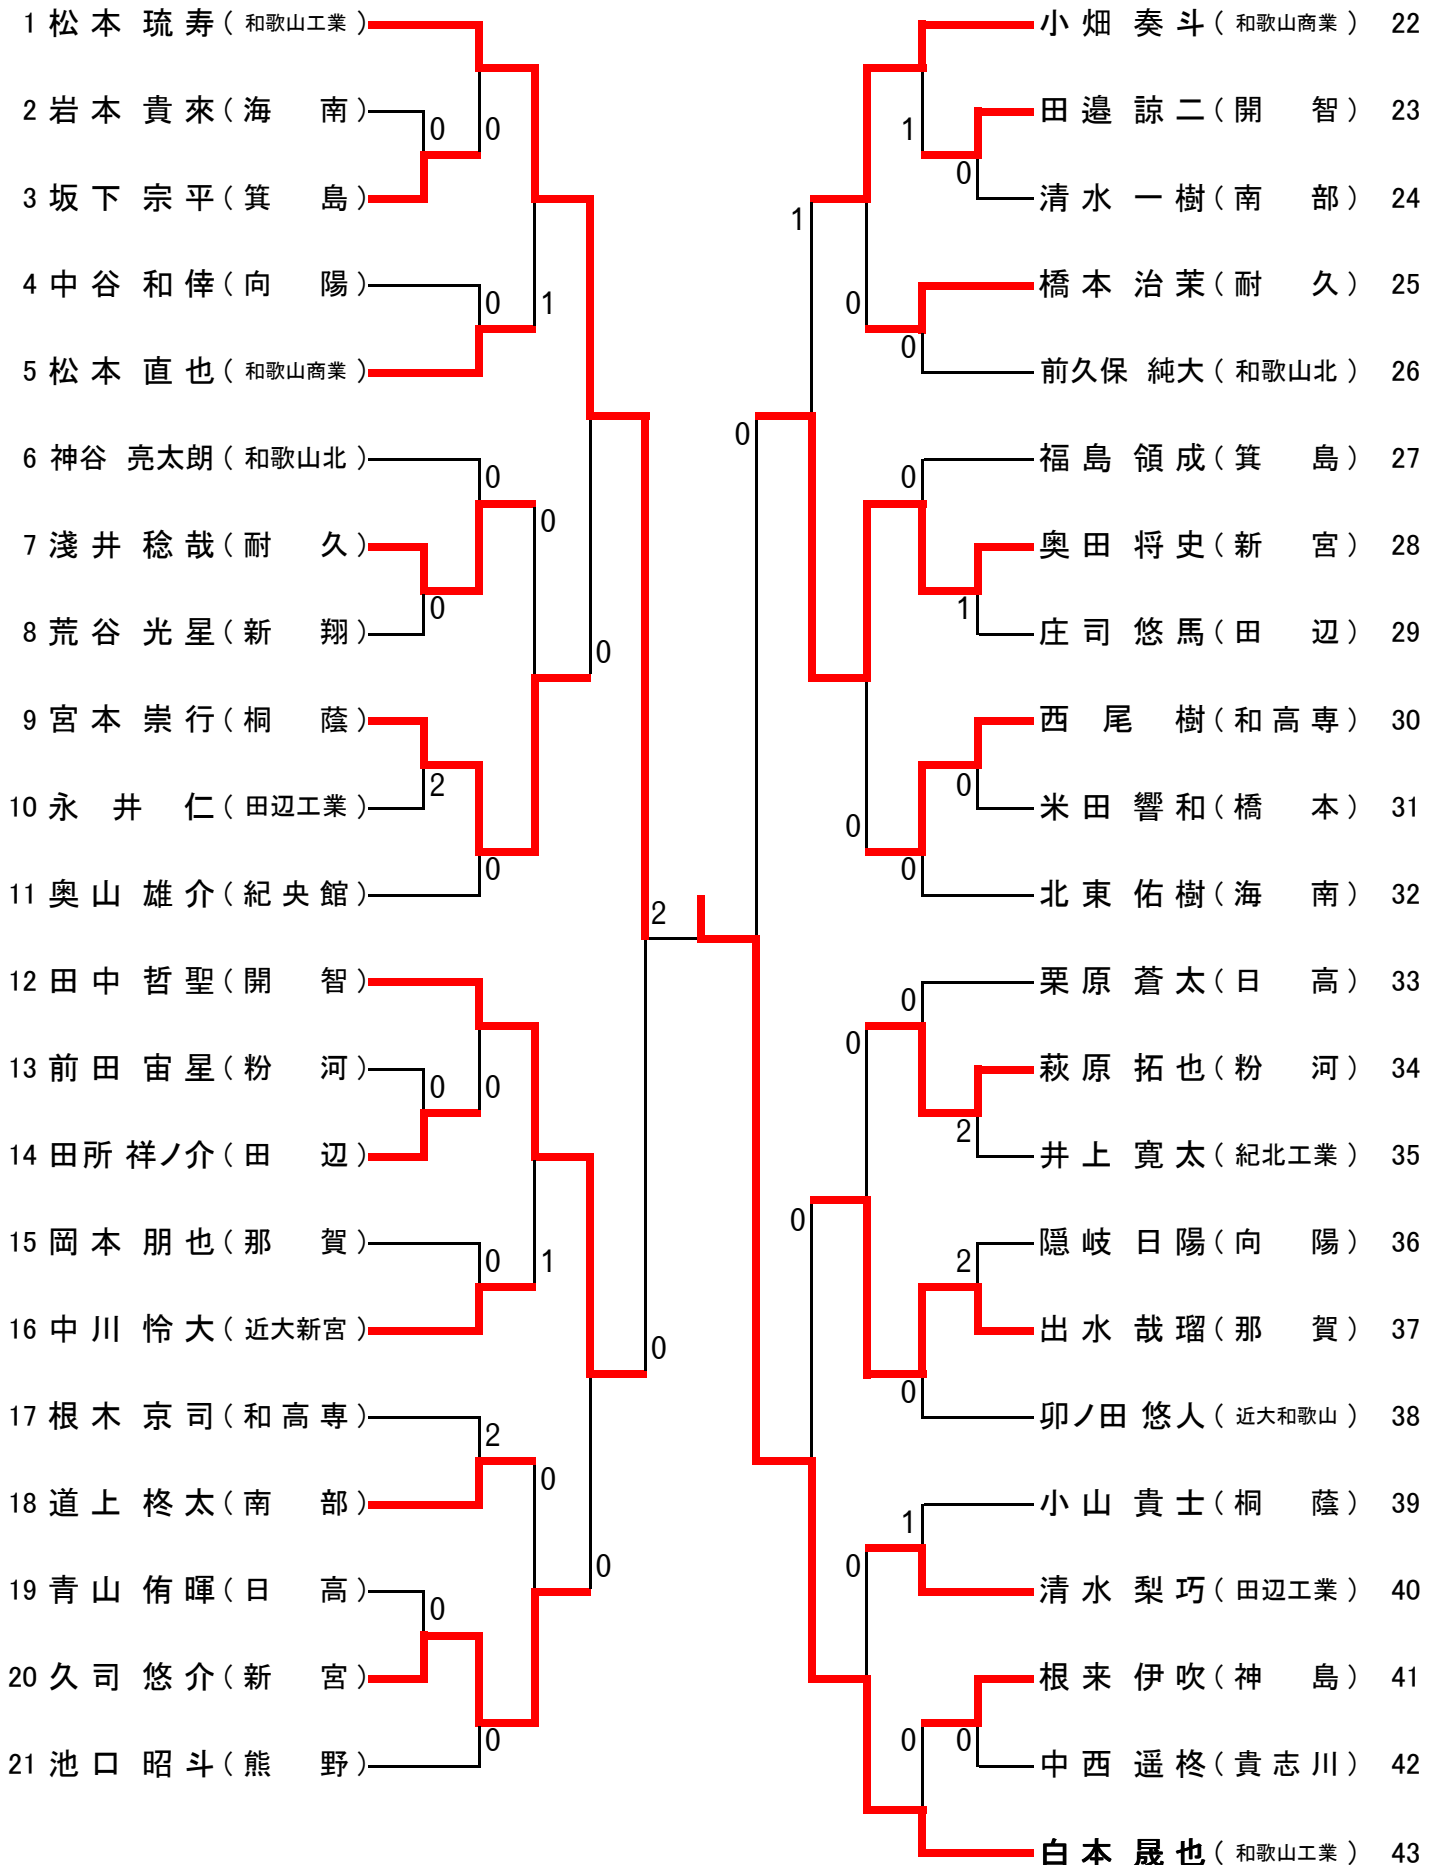 1 松本 琉寿 ( 和歌山工業 )
2 岩本 貴來 ( 海 南 )
3 坂下 宗平 ( 箕 島 )
4 中谷 和倖 ( 向 陽 )
5 松本 直也 ( 和歌山商業 )
6 神谷 亮太朗 ( 和歌山北 )
7 淺井 稔哉 ( 耐 久 )
8 荒谷 光星 ( 新 翔 )
9 宮本 崇行 ( 桐 蔭 )
10 永井 仁 ( 田辺工業 )
11 奥山 雄介 ( 紀央館 )
12 田中 哲聖 ( 開 智 )
13 前田 宙星 ( 粉 河 )
14 田所 祥ノ介 ( 田 辺 )
15 岡本 朋也 ( 那 賀 )
16 中川 怜大 ( 近大新宮 )
17 根木 京司 ( 和高専 )
18 道上 柊太 ( 南 部 )
19 青山 侑暉 ( 日 高 )
20 久司 悠介 ( 新 宮 )
21 池口 昭斗 ( 熊 野 )
0
0
0
1
0
0
0
0
2
0
2
0
0
0
1
0
2
0
0
0
0
1
0
1
0
0
0
0
1
0
0
0
0
0
2
0
2
0
1
0
0
0
小畑 奏斗 ( 和歌山商業 ) 22
田邉 諒二 ( 開 智 ) 23
清水 一樹 ( 南 部 ) 24
橋本 治茉 ( 耐 久 ) 25
前久保 純大 ( 和歌山北 ) 26
福島 領成 ( 箕 島 ) 27
奥田 将史 ( 新 宮 ) 28
庄司 悠馬 ( 田 辺 ) 29
西尾 樹 ( 和高専 ) 30
米田 響和 ( 橋 本 ) 31
北東 佑樹 ( 海 南 ) 32
栗原 蒼太 ( 日 高 ) 33
萩原 拓也 ( 粉 河 ) 34
井上 寛太 ( 紀北工業 ) 35
隠岐 日陽 ( 向 陽 ) 36
出水 哉瑠 ( 那 賀 ) 37
卯ノ田 悠人 ( 近大和歌山 ) 38
小山 貴士 ( 桐 蔭 ) 39
清水 梨巧 ( 田辺工業 ) 40
根来 伊吹 ( 神 島 ) 41
中西 遥柊 ( 貴志川 ) 42
白本 晟也 ( 和歌山工業 ) 43